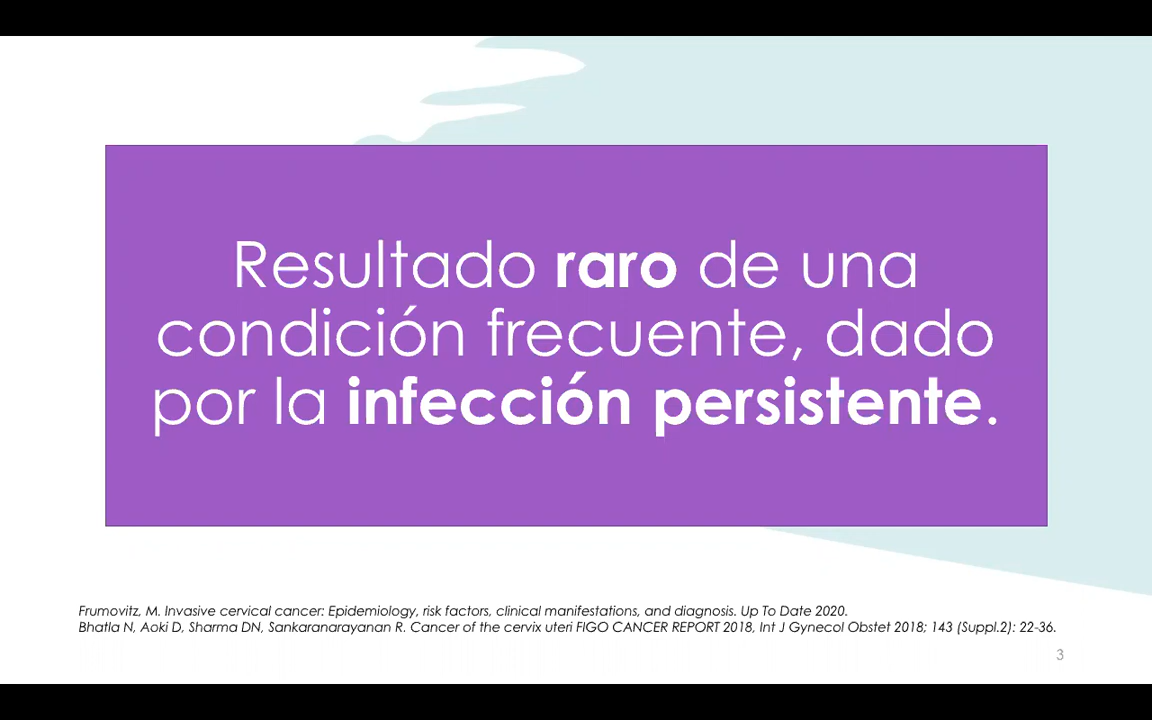 Resultado raro de una
condición frecuente, dado
por la infección persistente.
Frumovitz, M. Invasive cervical cancer: Epidemiology, risk factors, clinical manifestations, and diagnosis. Up To Date 2020.
Bhatla N, Aoki D, Sharma DN, Sankaranarayanan R. Cancer of the cervix uteri FIGO CANCER REPORT 2018, Int J Gynecol Obstet 2018; 143 (Suppl.2): 22-36.
3